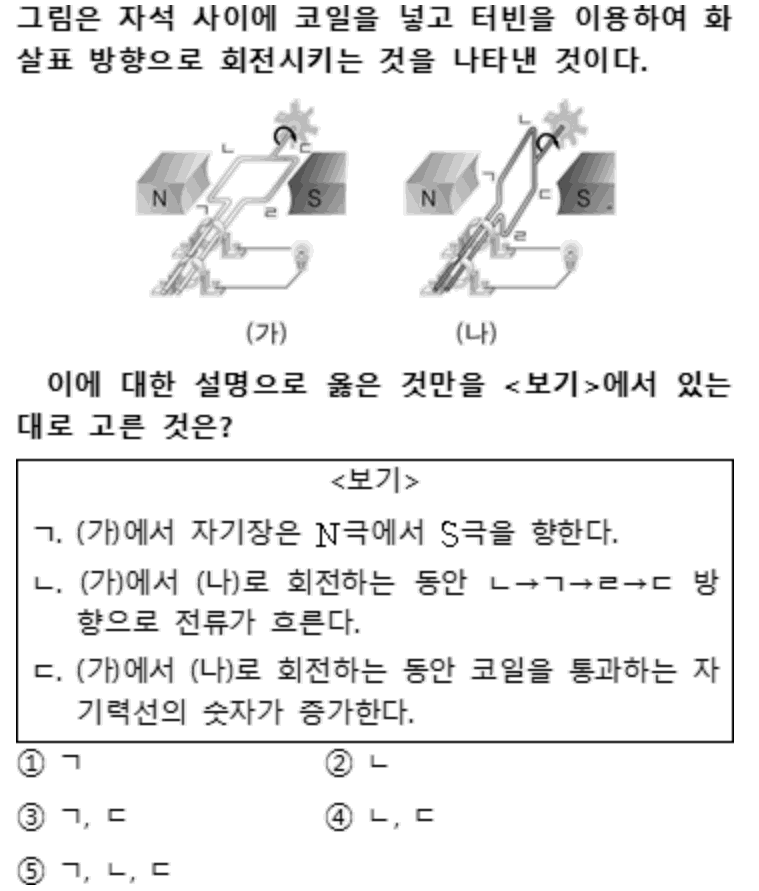 그림은 자석 사이에 코일을 넣고 터빈을 이용하여 화
살표 방향으로 회전시키는 것을 나타낸 것이다.
ㄴ ㄷ N S ㄱ ㄹ
ㄴ ㄱ ㄷ N S ㄹ
(가) (나)
이에 대한 설명으로 옳은 것만을 <보기>에서 있는
대로 고른 것은?
<보기>
ㄱ. (가)에서 자기장은 N극에서 S극을 향한다.
ㄴ. (가)에서 (나)로 회전하는 동안 ㄴ→ㄱ→ㄹ→ㄷ 방
향으로 전류가 흐른다.
ㄷ. (가)에서 (나)로 회전하는 동안 코일을 통과하는 자
기력선의 숫자가 증가한다.
① ㄱ ② ㄴ
③ ㄱ, ㄷ ④ ㄴ, ㄷ
⑤ ㄱ, ㄴ, ㄷ